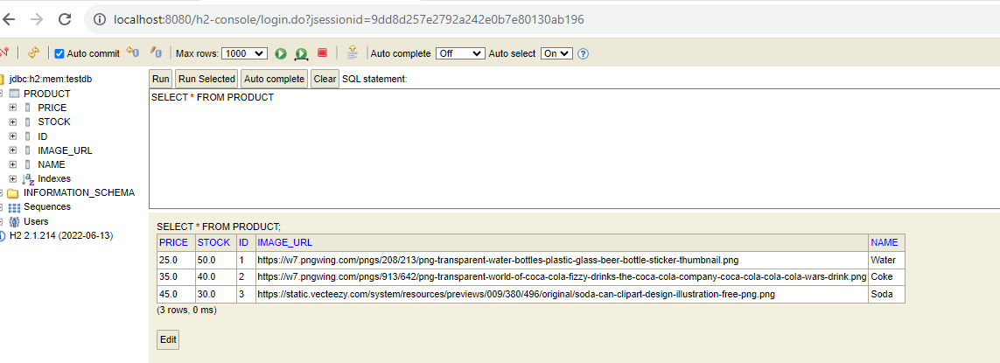 localhost:8080/h2-console/login.do?jsessionid=9dd8d257e2792a242e0b7e80130ab196
Auto commit Max rows: 1000 Auto complete Off Auto select On ?
jdbc:h2:mem:testdb
PRODUCT
PRICE
STOCK
ID
IMAGE_URL
NAME
Indexes
INFORMATION_SCHEMA
Sequences
Users
H2 2.1.214 (2022-06-13)
Run Run Selected Auto complete Clear SQL statement:
SELECT * FROM PRODUCT
SELECT * FROM PRODUCT;
PRICE STOCK ID IMAGE_URL NAME
25.0 50.0 1 https://w7.pngwing.com/pngs/208/213/png-transparent-water-bottles-plastic-glass-beer-bottle-sticker-thumbnail.png Water
35.0 40.0 2 https://w7.pngwing.com/pngs/913/642/png-transparent-world-of-coca-cola-fizzy-drinks-the-coca-cola-company-coca-cola-cola-cola-wars-drink.png Coke
45.0 30.0 3 https://static.vecteezy.com/system/resources/previews/009/380/496/original/soda-can-clipart-design-illustration-free-png.png Soda
(3 rows, 0 ms)
Edit